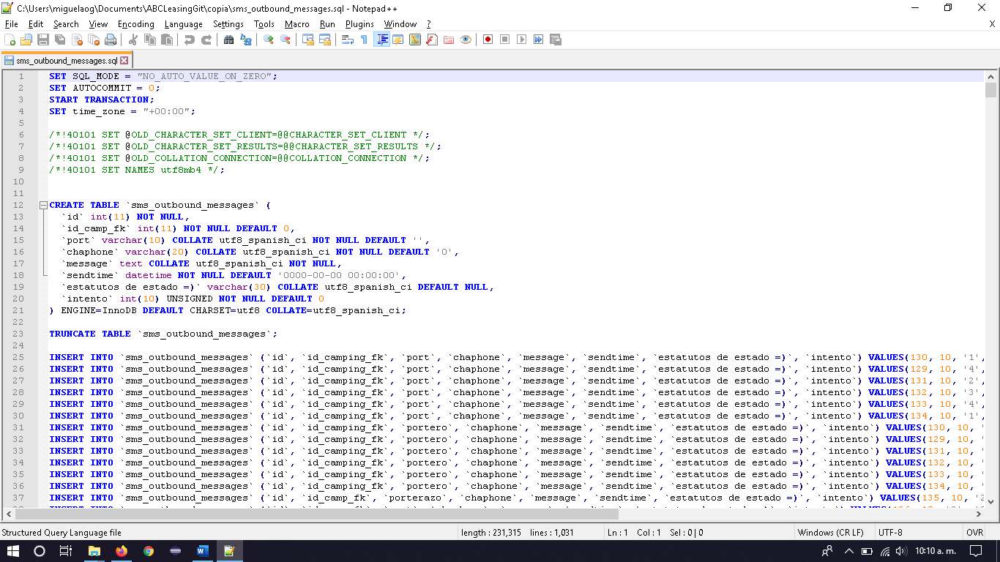 C:\Users\miguelaog\Documents\ABCLeasingGit\copia\sms_outbound_messages.sql - Notepad++
File Edit Search View Encoding Language Settings Tools Macro Run Plugins Window ? X
sms_outbound_messages.sql
1 SET SQL_MODE = "NO_AUTO_VALUE_ON_ZERO";
2 SET AUTOCOMMIT = 0;
3 START TRANSACTION;
4 SET time_zone = "+00:00";
5
6 /*!40101 SET @OLD_CHARACTER_SET_CLIENT=@@CHARACTER_SET_CLIENT */;
7 /*!40101 SET @OLD_CHARACTER_SET_RESULTS=@@CHARACTER_SET_RESULTS */;
8 /*!40101 SET @OLD_COLLATION_CONNECTION=@@COLLATION_CONNECTION */;
9 /*!40101 SET NAMES utf8mb4 */;
10
11
12 CREATE TABLE `sms_outbound_messages` (
13 `id` int(11) NOT NULL,
14 `id_camp_fk` int(11) NOT NULL DEFAULT 0,
15 `port` varchar(10) COLLATE utf8_spanish_ci NOT NULL DEFAULT '',
16 `chaphone` varchar(20) COLLATE utf8_spanish_ci NOT NULL DEFAULT '0',
17 `message` text COLLATE utf8_spanish_ci NOT NULL,
18 `sendtime` datetime NOT NULL DEFAULT '0000-00-00 00:00:00',
19 `estatutos de estado =)` varchar(30) COLLATE utf8_spanish_ci DEFAULT NULL,
20 `intento` int(10) UNSIGNED NOT NULL DEFAULT 0
21 ) ENGINE=InnoDB DEFAULT CHARSET=utf8 COLLATE=utf8_spanish_ci;
22
23 TRUNCATE TABLE `sms_outbound_messages`;
24
25 INSERT INTO `sms_outbound_messages` (`id`, `id_camping_fk`, `port`, `chaphone`, `message`, `sendtime`, `estatutos de estado =)`, `intento`) VALUES(130, 10, '1',
26 INSERT INTO `sms_outbound_messages` (`id`, `id_camping_fk`, `port`, `chaphone`, `message`, `sendtime`, `estatutos de estado =)`, `intento`) VALUES(129, 10, '4',
27 INSERT INTO `sms_outbound_messages` (`id`, `id_camping_fk`, `port`, `chaphone`, `message`, `sendtime`, `estatutos de estado =)`, `intento`) VALUES(131, 10, '2',
28 INSERT INTO `sms_outbound_messages` (`id`, `id_camping_fk`, `port`, `chaphone`, `message`, `sendtime`, `estatutos de estado =)`, `intento`) VALUES(132, 10, '3',
29 INSERT INTO `sms_outbound_messages` (`id`, `id_camping_fk`, `port`, `chaphone`, `message`, `sendtime`, `estatutos de estado =)`, `intento`) VALUES(133, 10, '4',
30 INSERT INTO `sms_outbound_messages` (`id`, `id_camping_fk`, `port`, `chaphone`, `message`, `sendtime`, `estatutos de estado =)`, `intento`) VALUES(134, 10, '1',
31 INSERT INTO `sms_outbound_messages` (`id`, `id_camping_fk`, `portero`, `chaphone`, `message`, `sendtime`, `estatutos de estado =)`, `intento`) VALUES(130, 10, '
32 INSERT INTO `sms_outbound_messages` (`id`, `id_camping_fk`, `portero`, `chaphone`, `message`, `sendtime`, `estatutos de estado =)`, `intento`) VALUES(129, 10, '
33 INSERT INTO `sms_outbound_messages` (`id`, `id_camping_fk`, `portero`, `chaphone`, `message`, `sendtime`, `estatutos de estado =)`, `intento`) VALUES(131, 10, '
34 INSERT INTO `sms_outbound_messages` (`id`, `id_camping_fk`, `portero`, `chaphone`, `message`, `sendtime`, `estatutos de estado =)`, `intento`) VALUES(132, 10, '
35 INSERT INTO `sms_outbound_messages` (`id`, `id_camping_fk`, `portero`, `chaphone`, `message`, `sendtime`, `estatutos de estado =)`, `intento`) VALUES(133, 10, '
36 INSERT INTO `sms_outbound_messages` (`id`, `id_camping_fk`, `portero`, `chaphone`, `message`, `sendtime`, `estatutos de estado =)`, `intento`) VALUES(134, 10, '
37 INSERT INTO `sms_outbound_messages` (`id`, `id_camp_fk`, `porterazo`, `chaphone`, `message`, `sendtime`, `estatutos de estado =)`, `intento`) VALUES(135, 10, '2
Structured Query Language file length : 231,315 lines : 1,031 Ln : 1 Col : 1 Sel : 0 | 0 Windows (CR LF) UTF-8 OVR
10:10 a. m.